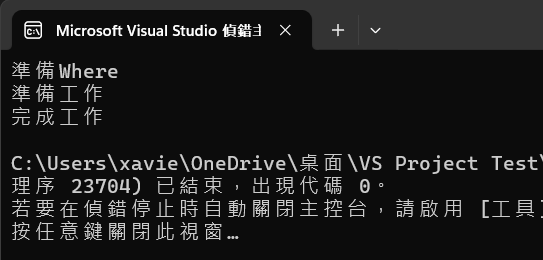 Microsoft Visual Studio 偵錯主
準備Where
準備工作
完成工作
C:\Users\xavie\OneDrive\桌面\VS Project Test\
理序 23704) 已結束，出現代碼 0。
若要在偵錯停止時自動關閉主控台，請啟用 [工具]
按任意鍵關閉此視窗…